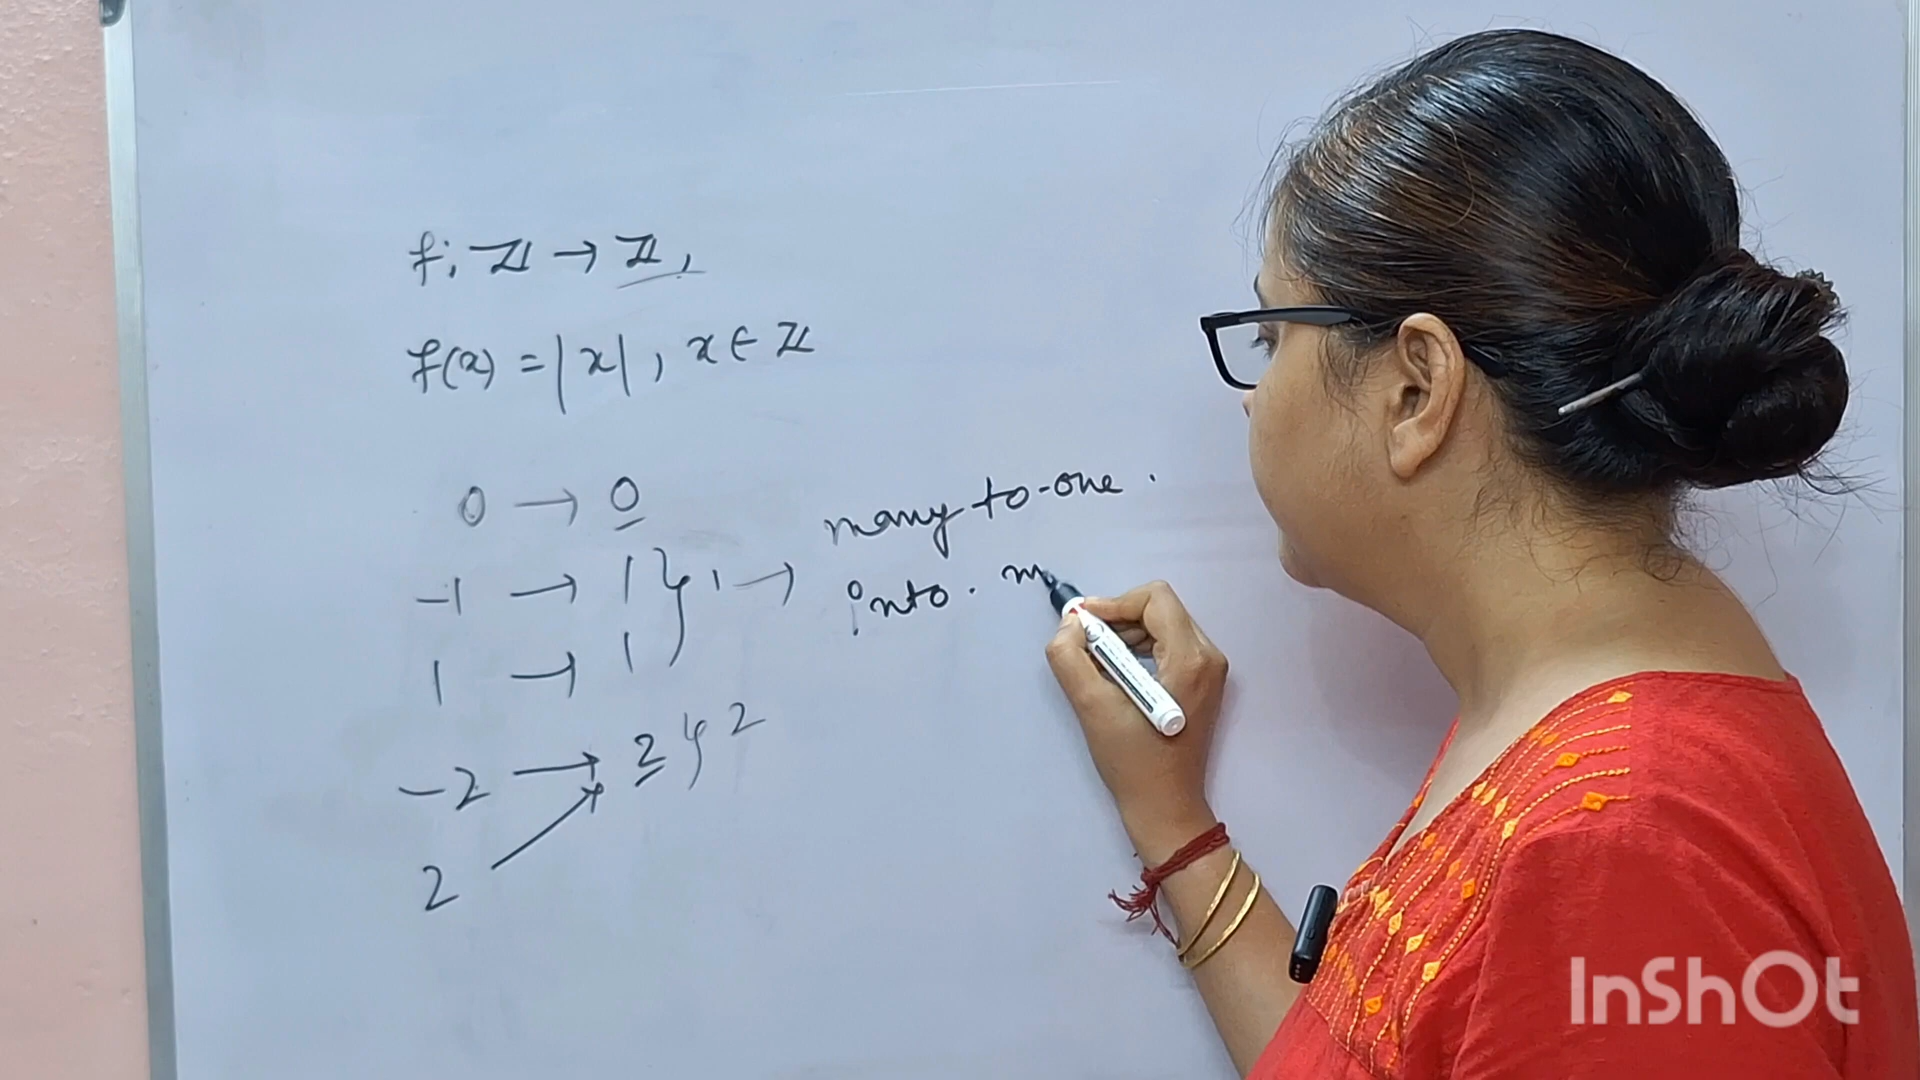 f: ℤ → ℤ,
f(x) = |x|, x ∈ ℤ
0 → 0
-1 → 1 } 1 → many to-one.
into. m
1 → 1
-2 → 2 } 2
2
InShOt